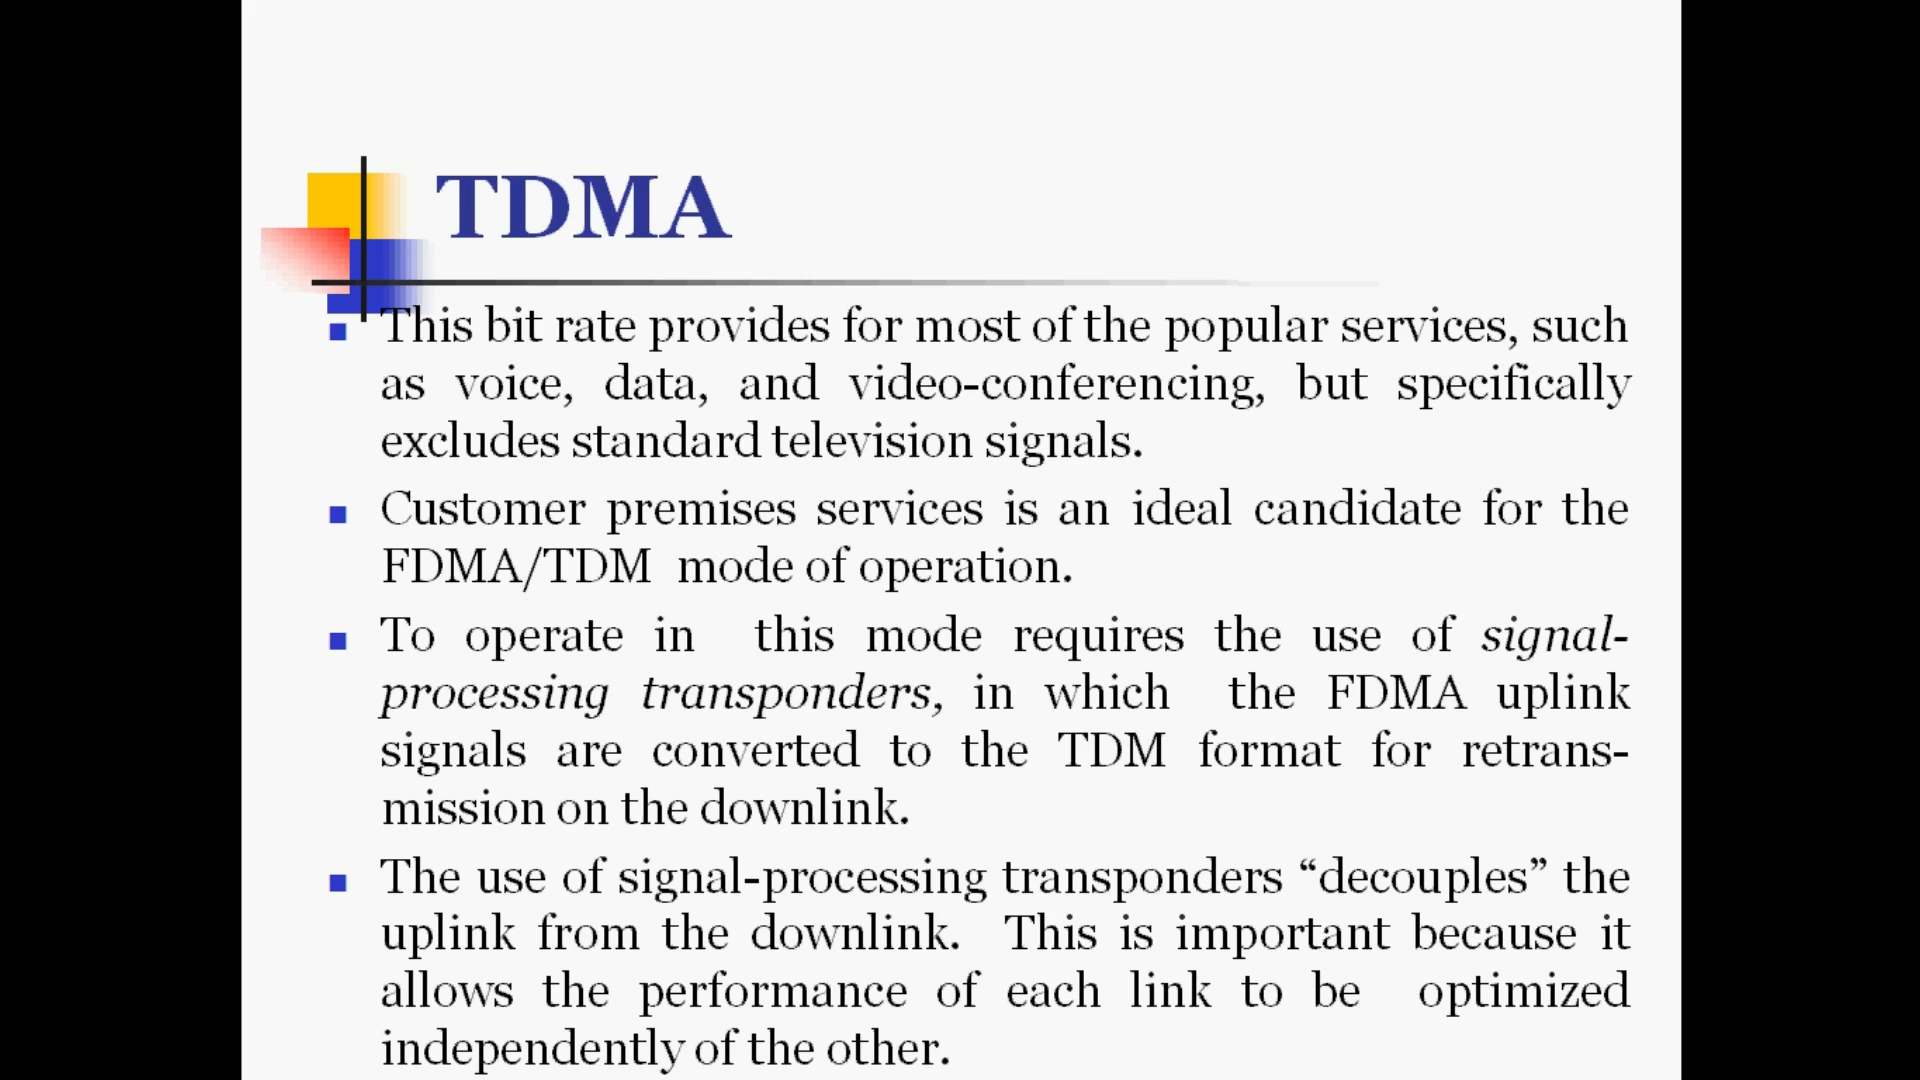 TDMA
This bit rate provides for most of the popular services, such
as voice, data, and video-conferencing, but specifically
excludes standard television signals.
Customer premises services is an ideal candidate for the
FDMA/TDM mode of operation.
To operate in this mode requires the use of signal-
processing transponders, in which the FDMA uplink
signals are converted to the TDM format for retrans-
mission on the downlink.
The use of signal-processing transponders “decouples” the
uplink from the downlink. This is important because it
allows the performance of each link to be optimized
independently of the other.